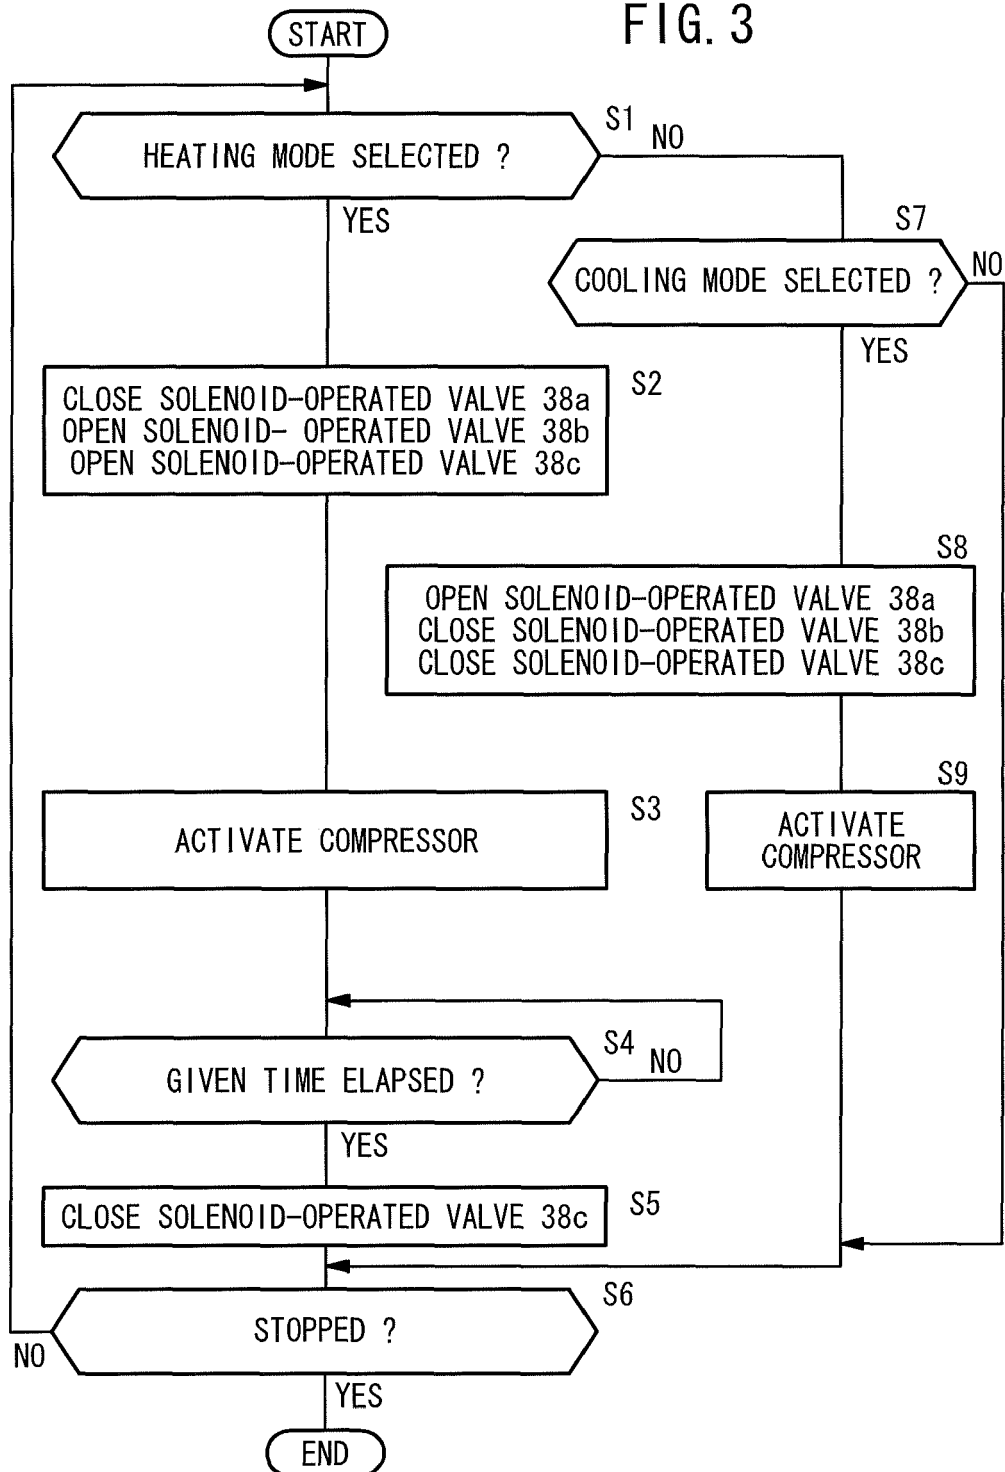 FIG. 3
START
S1
HEATING MODE SELECTED ?
NO
YES
S7
COOLING MODE SELECTED ?
NO
YES
S2
CLOSE SOLENOID-OPERATED VALVE 38a
OPEN SOLENOID- OPERATED VALVE 38b
OPEN SOLENOID-OPERATED VALVE 38c
S8
OPEN SOLENOID-OPERATED VALVE 38a
CLOSE SOLENOID-OPERATED VALVE 38b
CLOSE SOLENOID-OPERATED VALVE 38c
S3
ACTIVATE COMPRESSOR
S9
ACTIVATE
COMPRESSOR
S4
GIVEN TIME ELAPSED ?
NO
YES
S5
CLOSE SOLENOID-OPERATED VALVE 38c
S6
STOPPED ?
NO
YES
END